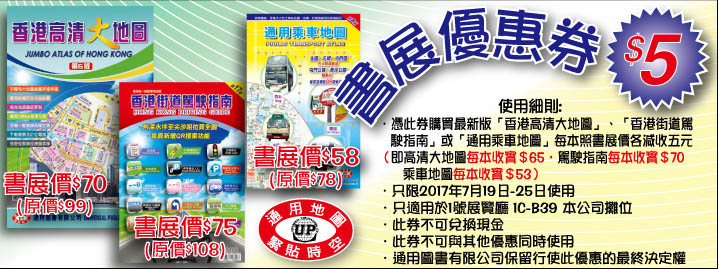 香港高清大地圖
JUMBO ATLAS OF HONG KONG
第6版
書展價$70
(原價$99)
香港街道駕駛指南
HONG KONG DRIVING GUIDE
書展價$75
(原價$108)
通用乘車地圖
PUBLIC TRANSPORT ATLAS
書展價$58
(原價$78)
通用地圖
UP
緊貼時空
書展優惠券
$5
使用細則:
·憑此券購買最新版「香港高清大地圖」、「香港街道駕
駛指南」或「通用乘車地圖」每本照書展價各減收五元
(即高清大地圖每本收實$65，駕駛指南每本收實$70
乘車地圖每本收實$53)
·只限2017年7月19日-25日使用
·只適用於1號展覽廳 1C-B39 本公司攤位
·此券不可兌換現金
·此券不可與其他優惠同時使用
·通用圖書有限公司保留行使此優惠的最終決定權